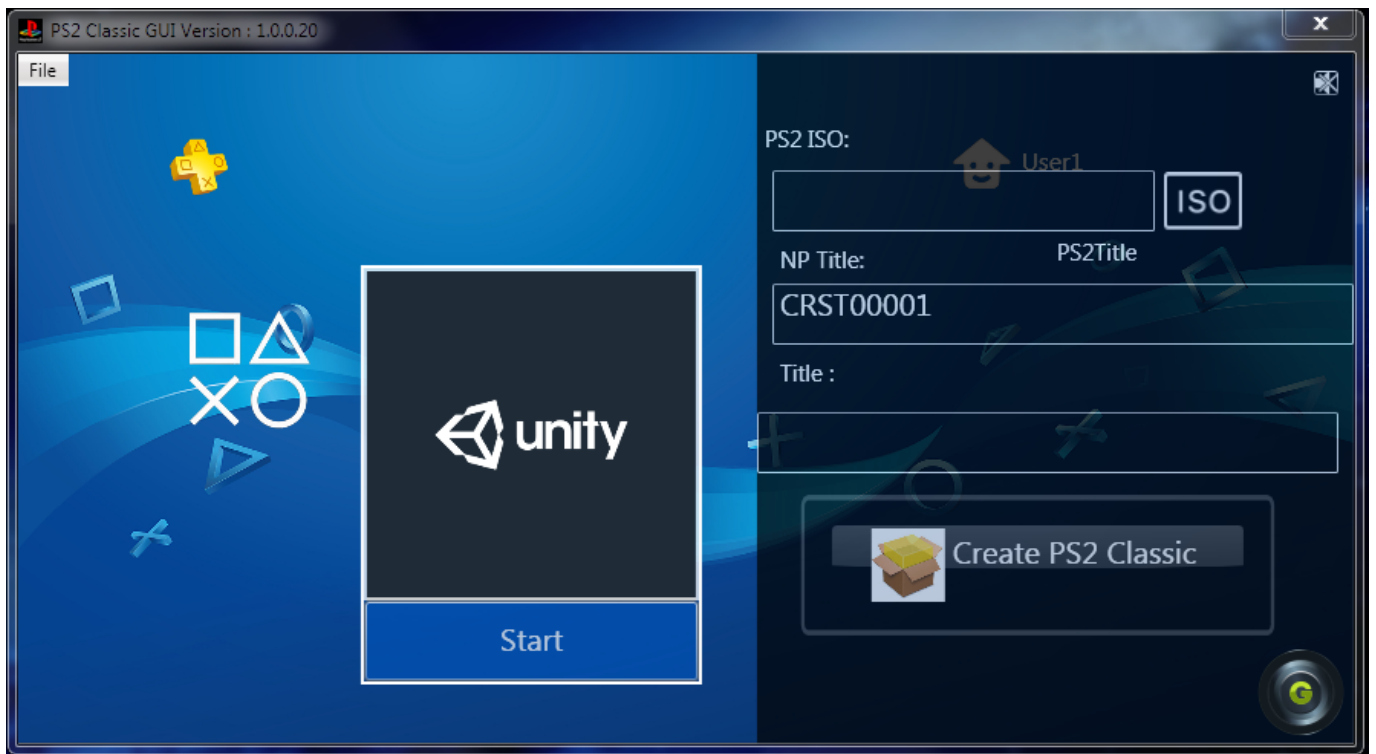 PS2 Classic GUI Version : 1.0.0.20
X
File
PS2 ISO:
User1
ISO
NP Title:
PS2Title
CRST00001
Title :
unity
Create PS2 Classic
Start
G